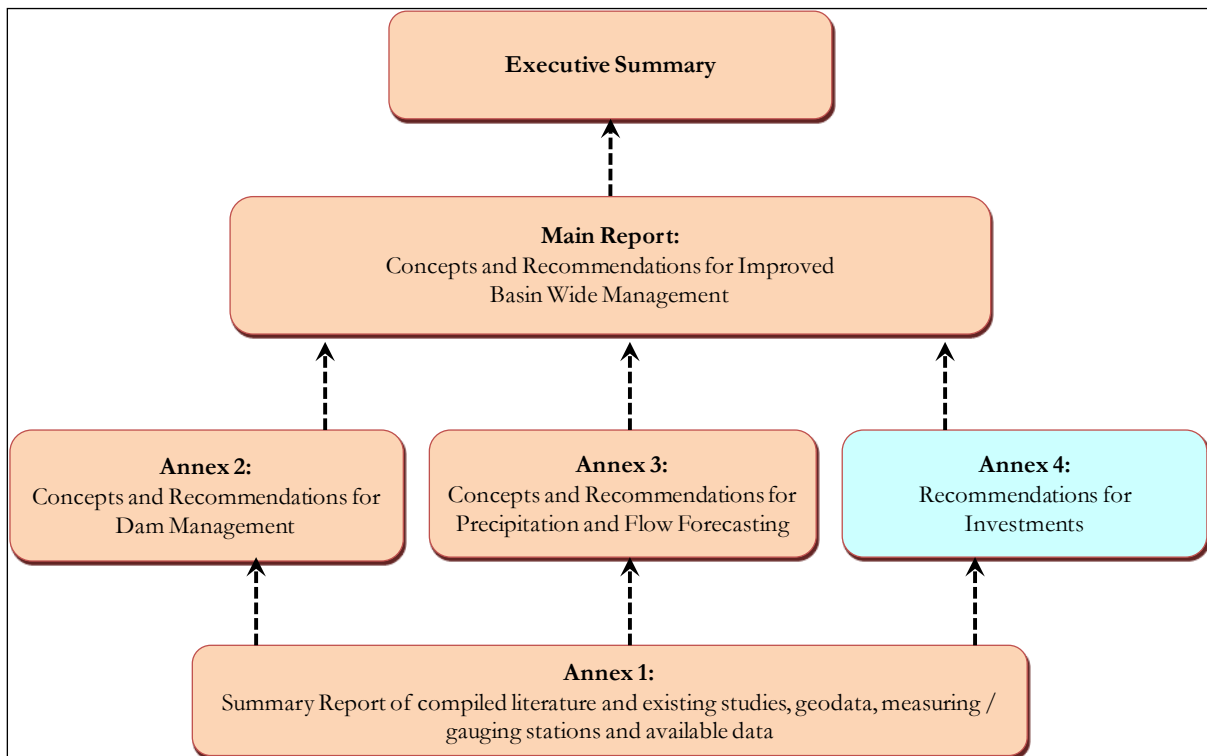 Executive Summary
Main Report:
Concepts and Recommendations for Improved
Basin Wide Management
Annex 2:
Concepts and Recommendations for
Dam Management
Annex 3:
Concepts and Recommendations for
Precipitation and Flow Forecasting
Annex 4:
Recommendations for
Investments
Annex 1:
Summary Report of compiled literature and existing studies, geodata, measuring /
gauging stations and available data